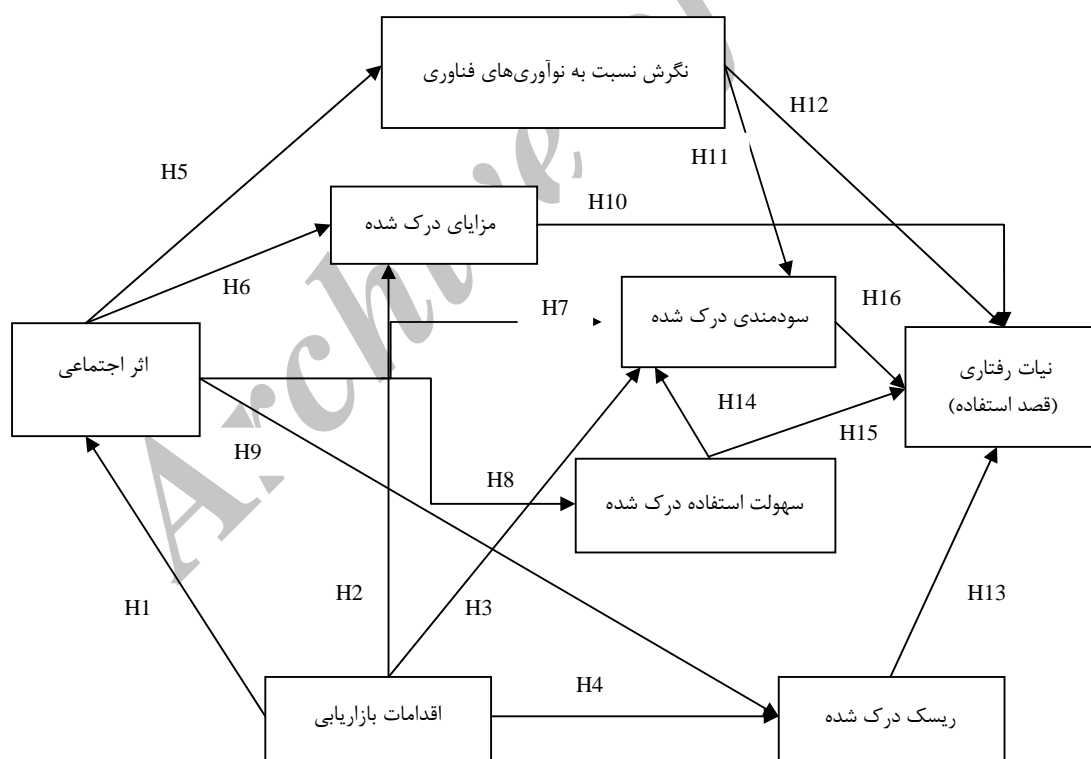 نگرش نسبت به نوآوری‌های فناوری
H12
H11
H5
مزایای درک شده
H10
H6
H7
سودمندی درک شده
H16
اثر اجتماعی
نیات رفتاری
(قصد استفاده)
H14
H15
H9
H8
سهولت استفاده درک شده
H1
H2
H3
H13
H4
اقدامات بازاریابی
ریسک درک شده